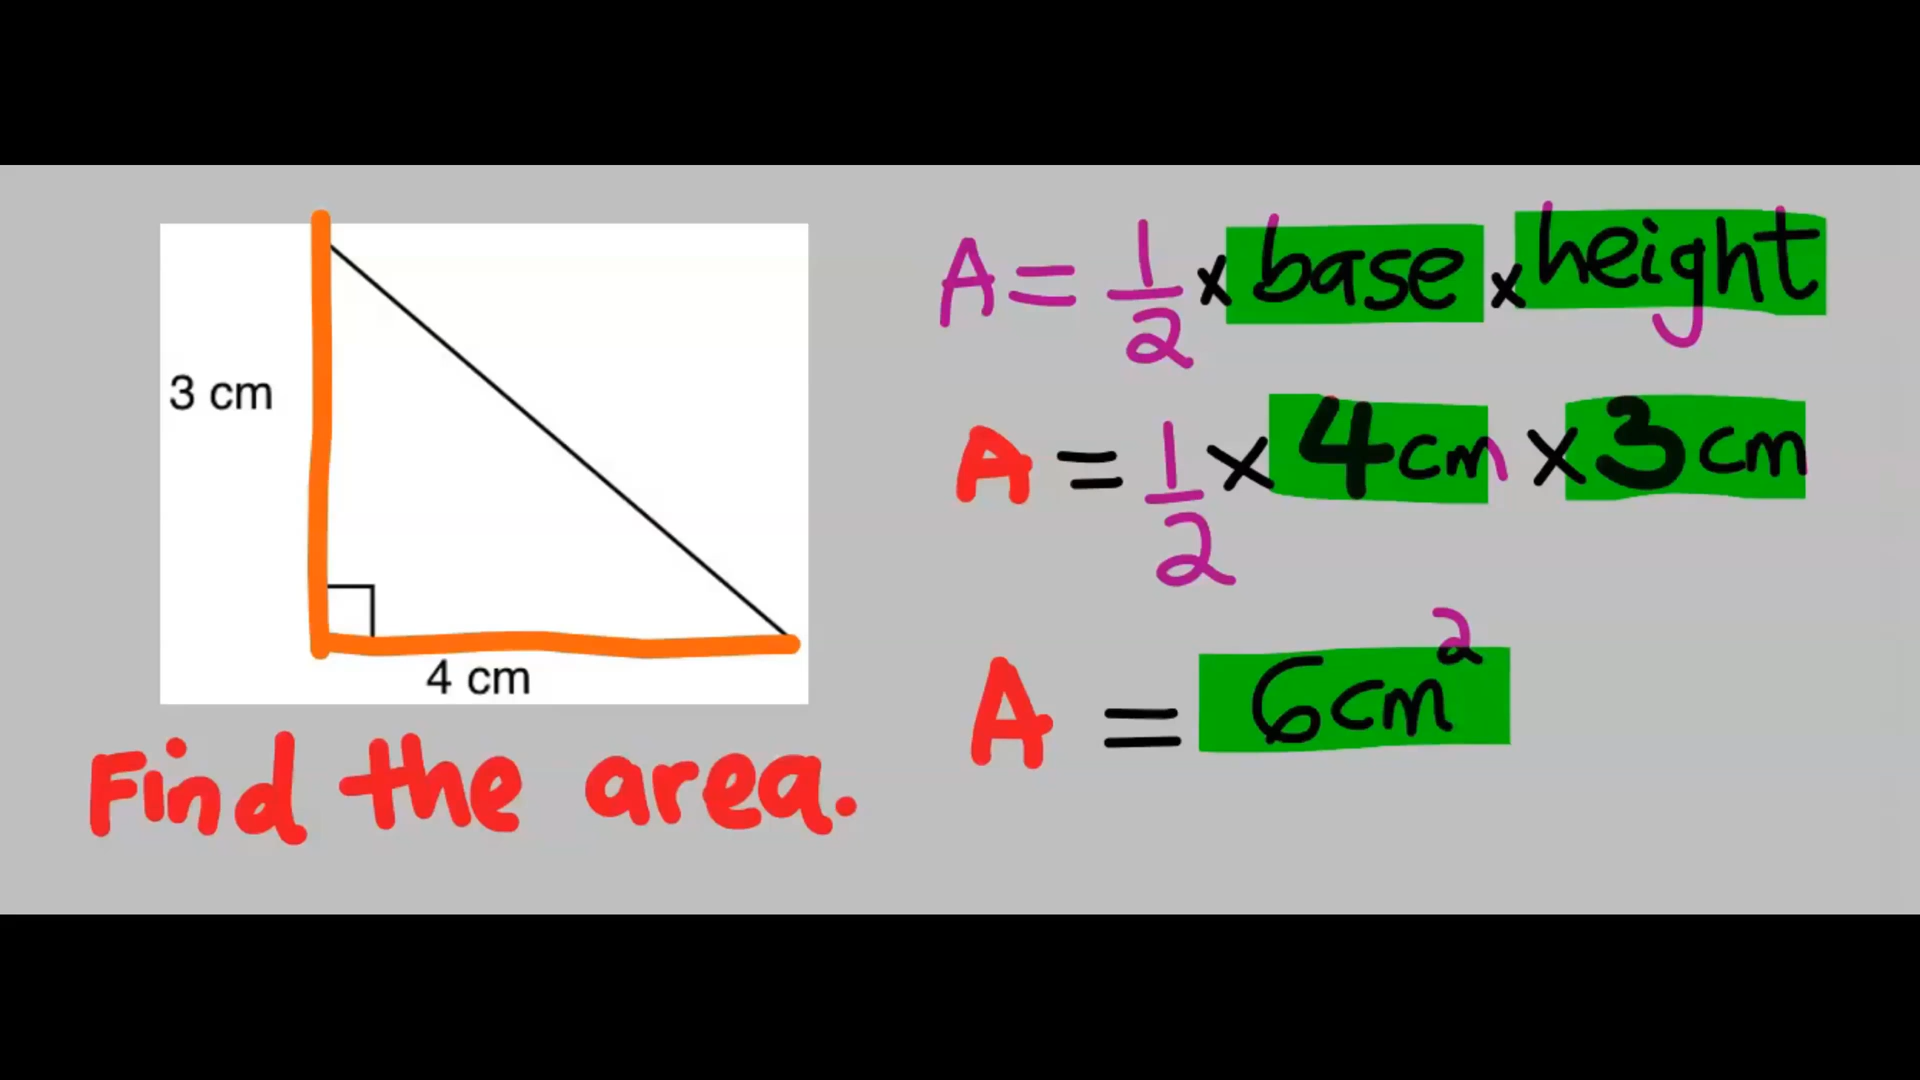 3 cm
4 cm
Find the area.
A = 1/2 × base × height
A = 1/2 × 4cm × 3cm
A = 6cm²